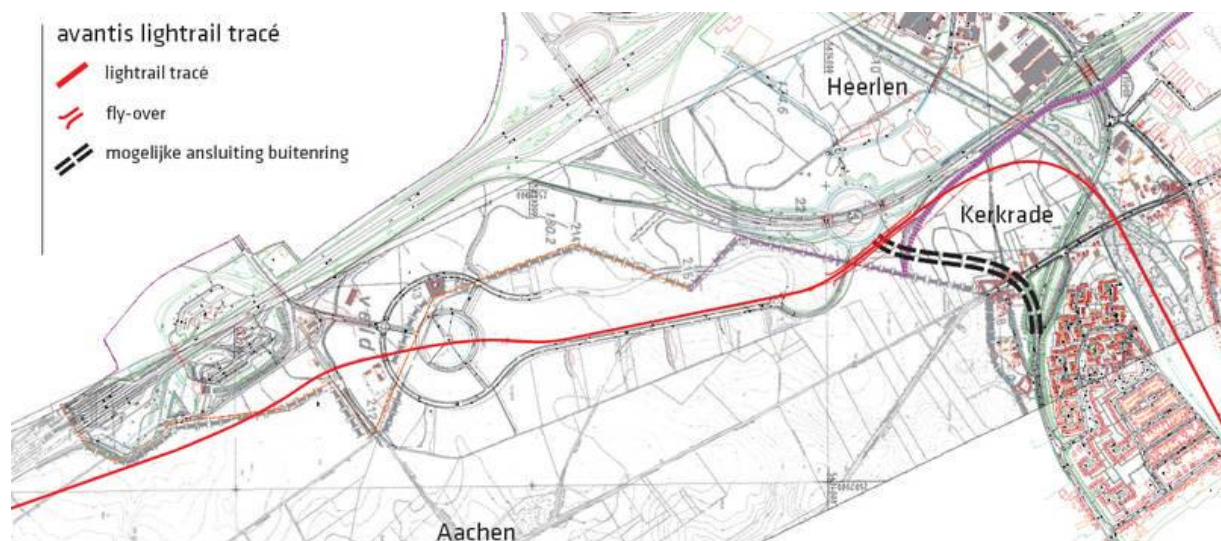 avantis lightrail tracé
lightrail tracé
fly-over
mogelijke ansluiting buitenring
Heerlen
Kerkrade
Aachen